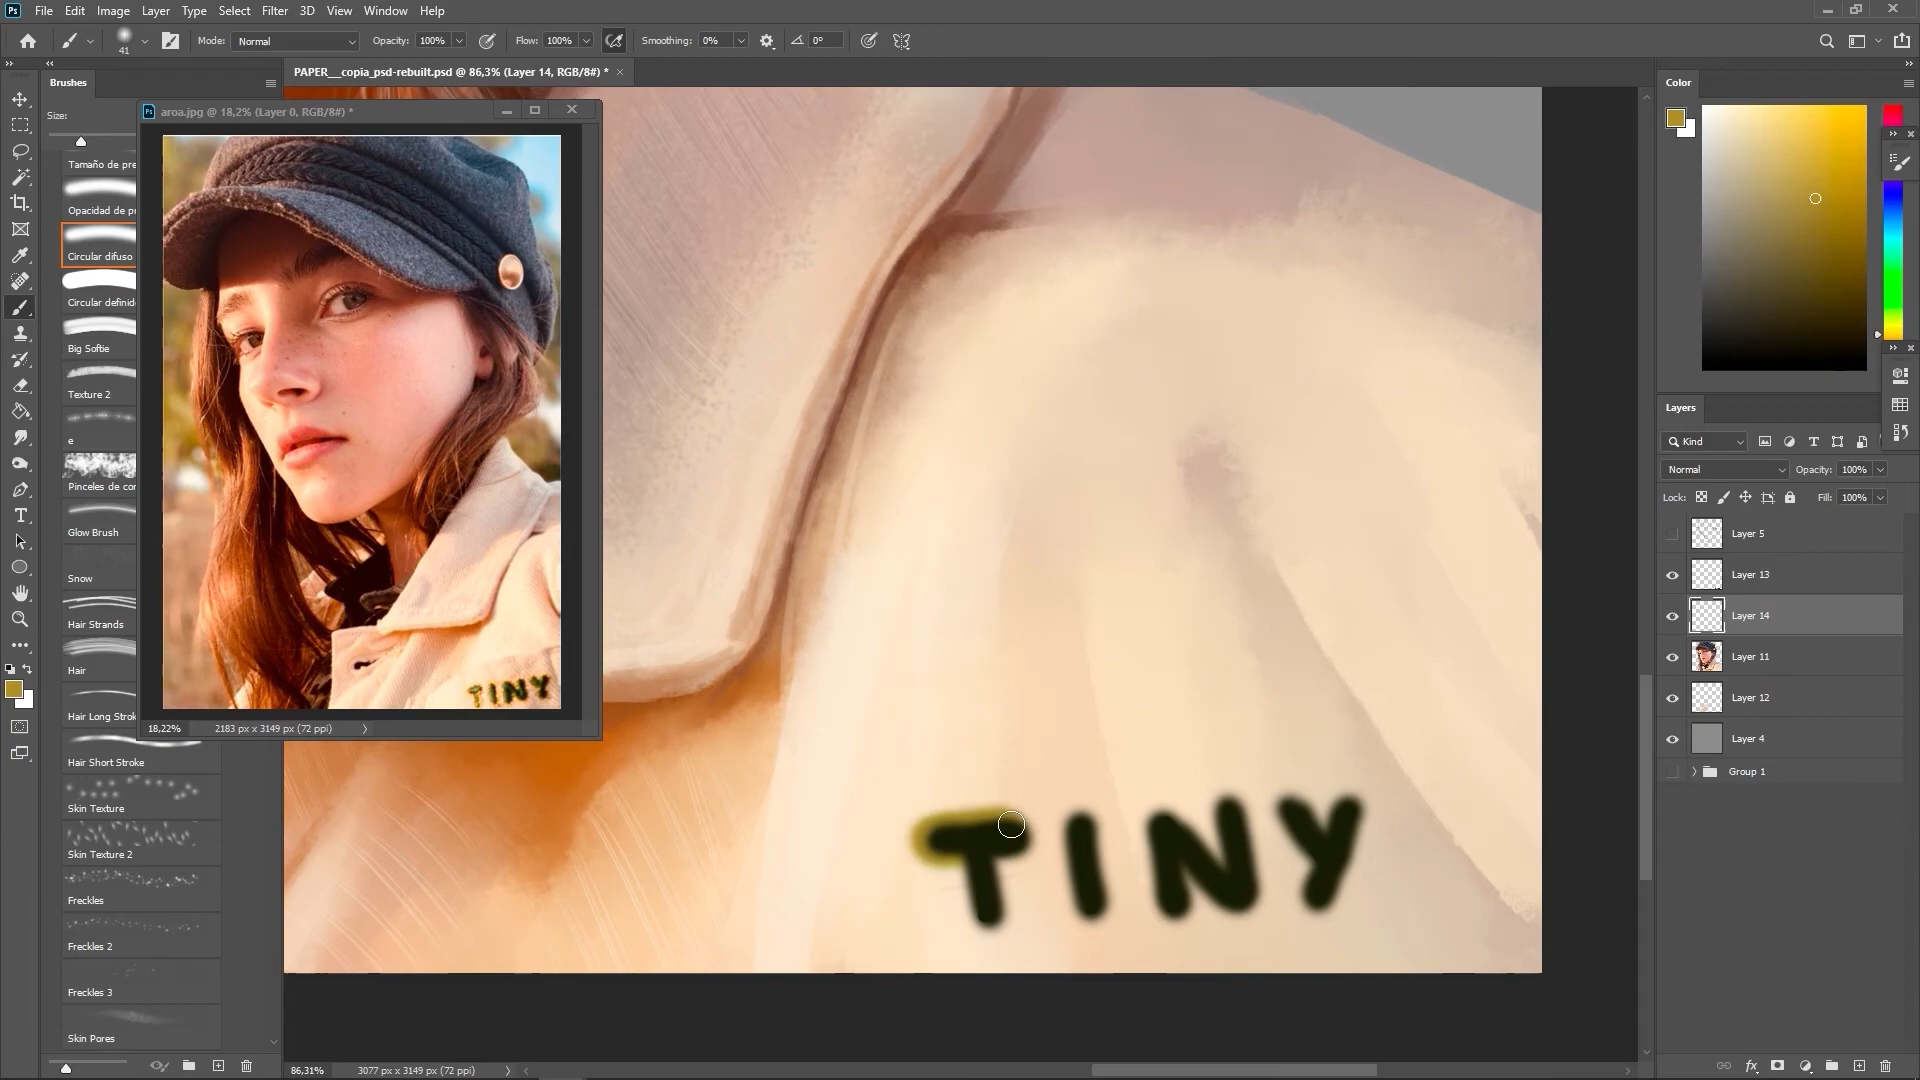 Ps File Edit Image Layer Type Select Filter 3D View Window Help
41 Mode: Normal Opacity: 100% Flow: 100% Smoothing: 0% 0°
Brushes
PAPER__copia_psd-rebuilt.psd @ 86,3% (Layer 14, RGB/8#) *
Color
Size:
aroa.jpg @ 18,2% (Layer 0, RGB/8#) *
Tamaño de pre
Opacidad de pr
Circular difuso
Circular definid
Big Softie
Texture 2
e
Pinceles de cor
Glow Brush
Snow
Hair Strands
Hair
Hair Long Strok
Hair Short Stroke
Skin Texture
Skin Texture 2
Freckles
Freckles 2
Freckles 3
Skin Pores
TINY
18,22% 2183 px x 3149 px (72 ppi)
TINY
Layers
Kind
Normal Opacity: 100%
Lock: Fill: 100%
Layer 5
Layer 13
Layer 14
Layer 11
Layer 12
Layer 4
Group 1
86,31% 3077 px x 3149 px (72 ppi)
fx